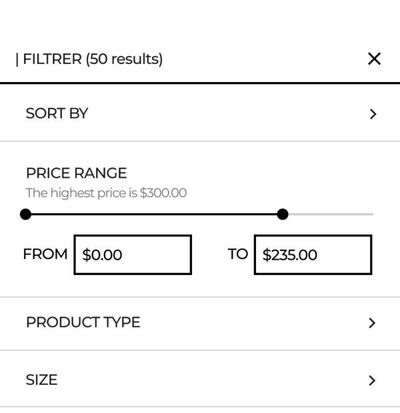 | FILTRER (50 results)
SORT BY
PRICE RANGE
The highest price is $300.00
FROM $0.00 TO $235.00
PRODUCT TYPE
SIZE